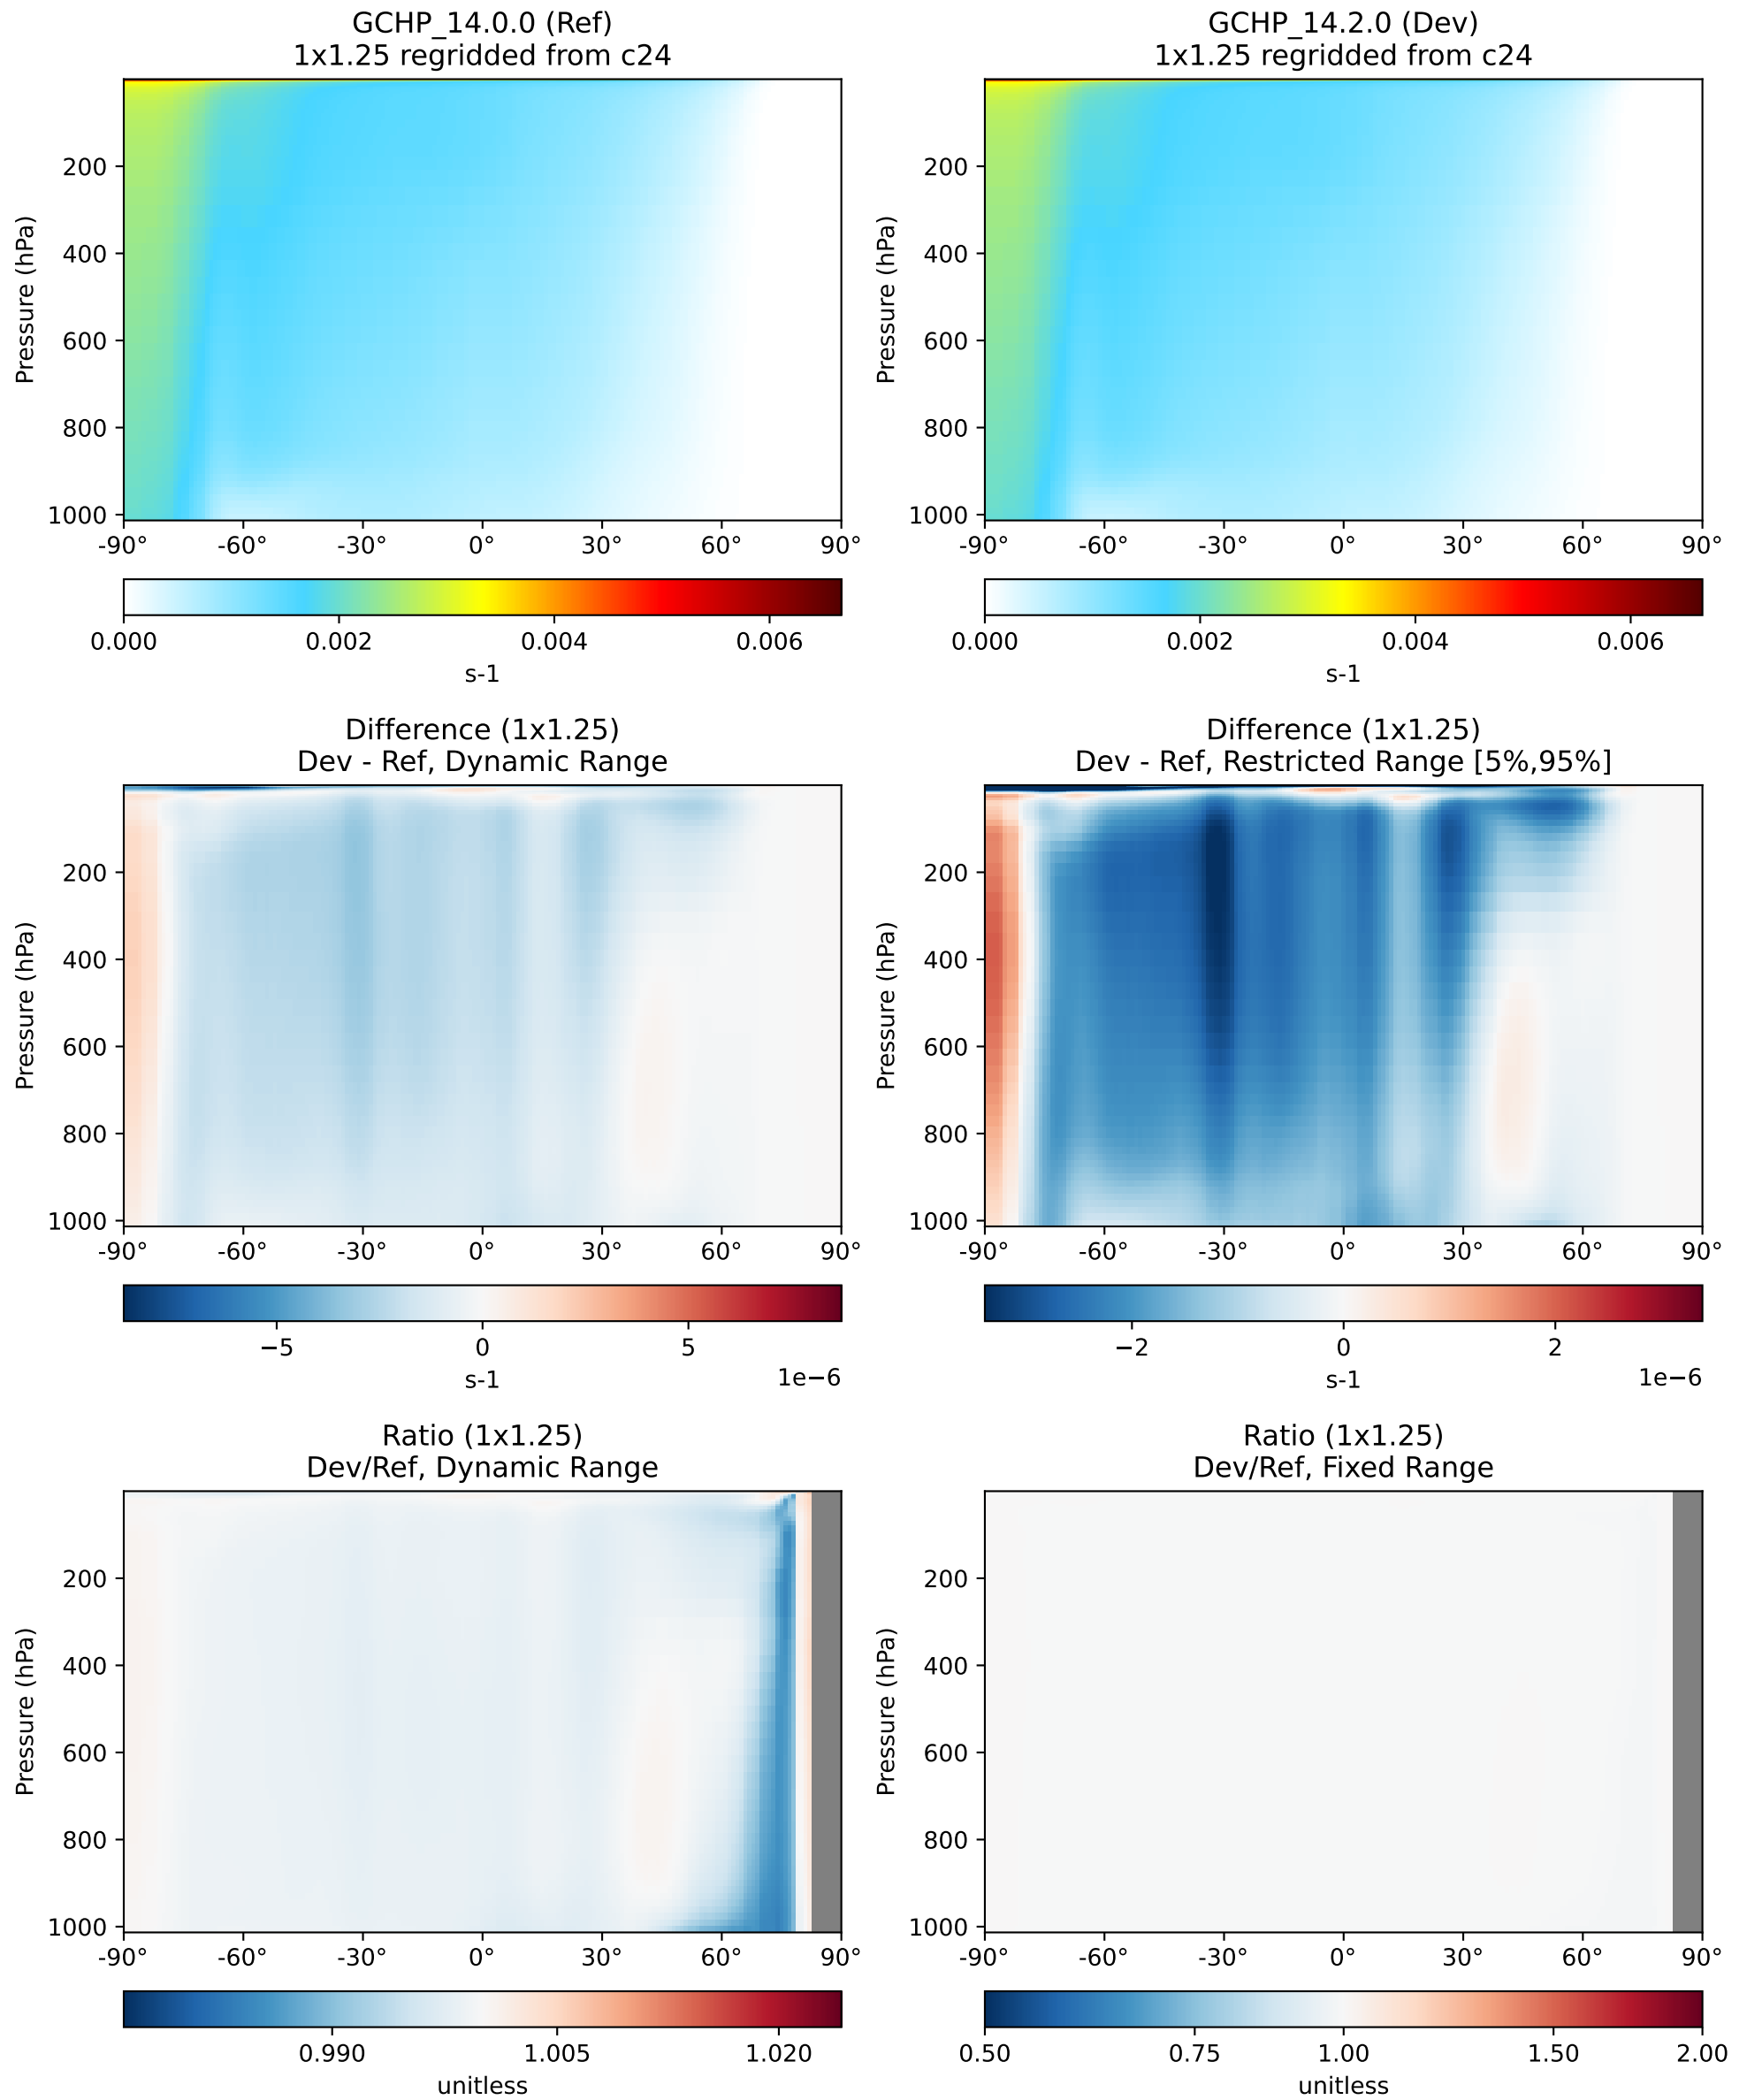 GCHP_14.0.0 (Ref)
1x1.25 regridded from c24
GCHP_14.2.0 (Dev)
1x1.25 regridded from c24
Pressure (hPa)
200
400
600
800
1000
-90° -60° -30° 0° 30° 60° 90°
0.000 0.002 0.004 0.006
s-1
Pressure (hPa)
200
400
600
800
1000
-90° -60° -30° 0° 30° 60° 90°
0.000 0.002 0.004 0.006
s-1
Difference (1x1.25)
Dev - Ref, Dynamic Range
Pressure (hPa)
200
400
600
800
1000
-90° -60° -30° 0° 30° 60° 90°
−5 0 5
s-1
1e−6
Difference (1x1.25)
Dev - Ref, Restricted Range [5%,95%]
Pressure (hPa)
200
400
600
800
1000
-90° -60° -30° 0° 30° 60° 90°
−2 0 2
s-1
1e−6
Ratio (1x1.25)
Dev/Ref, Dynamic Range
Pressure (hPa)
200
400
600
800
1000
-90° -60° -30° 0° 30° 60° 90°
0.990 1.005 1.020
unitless
Ratio (1x1.25)
Dev/Ref, Fixed Range
Pressure (hPa)
200
400
600
800
1000
-90° -60° -30° 0° 30° 60° 90°
0.50 0.75 1.00 1.50 2.00
unitless